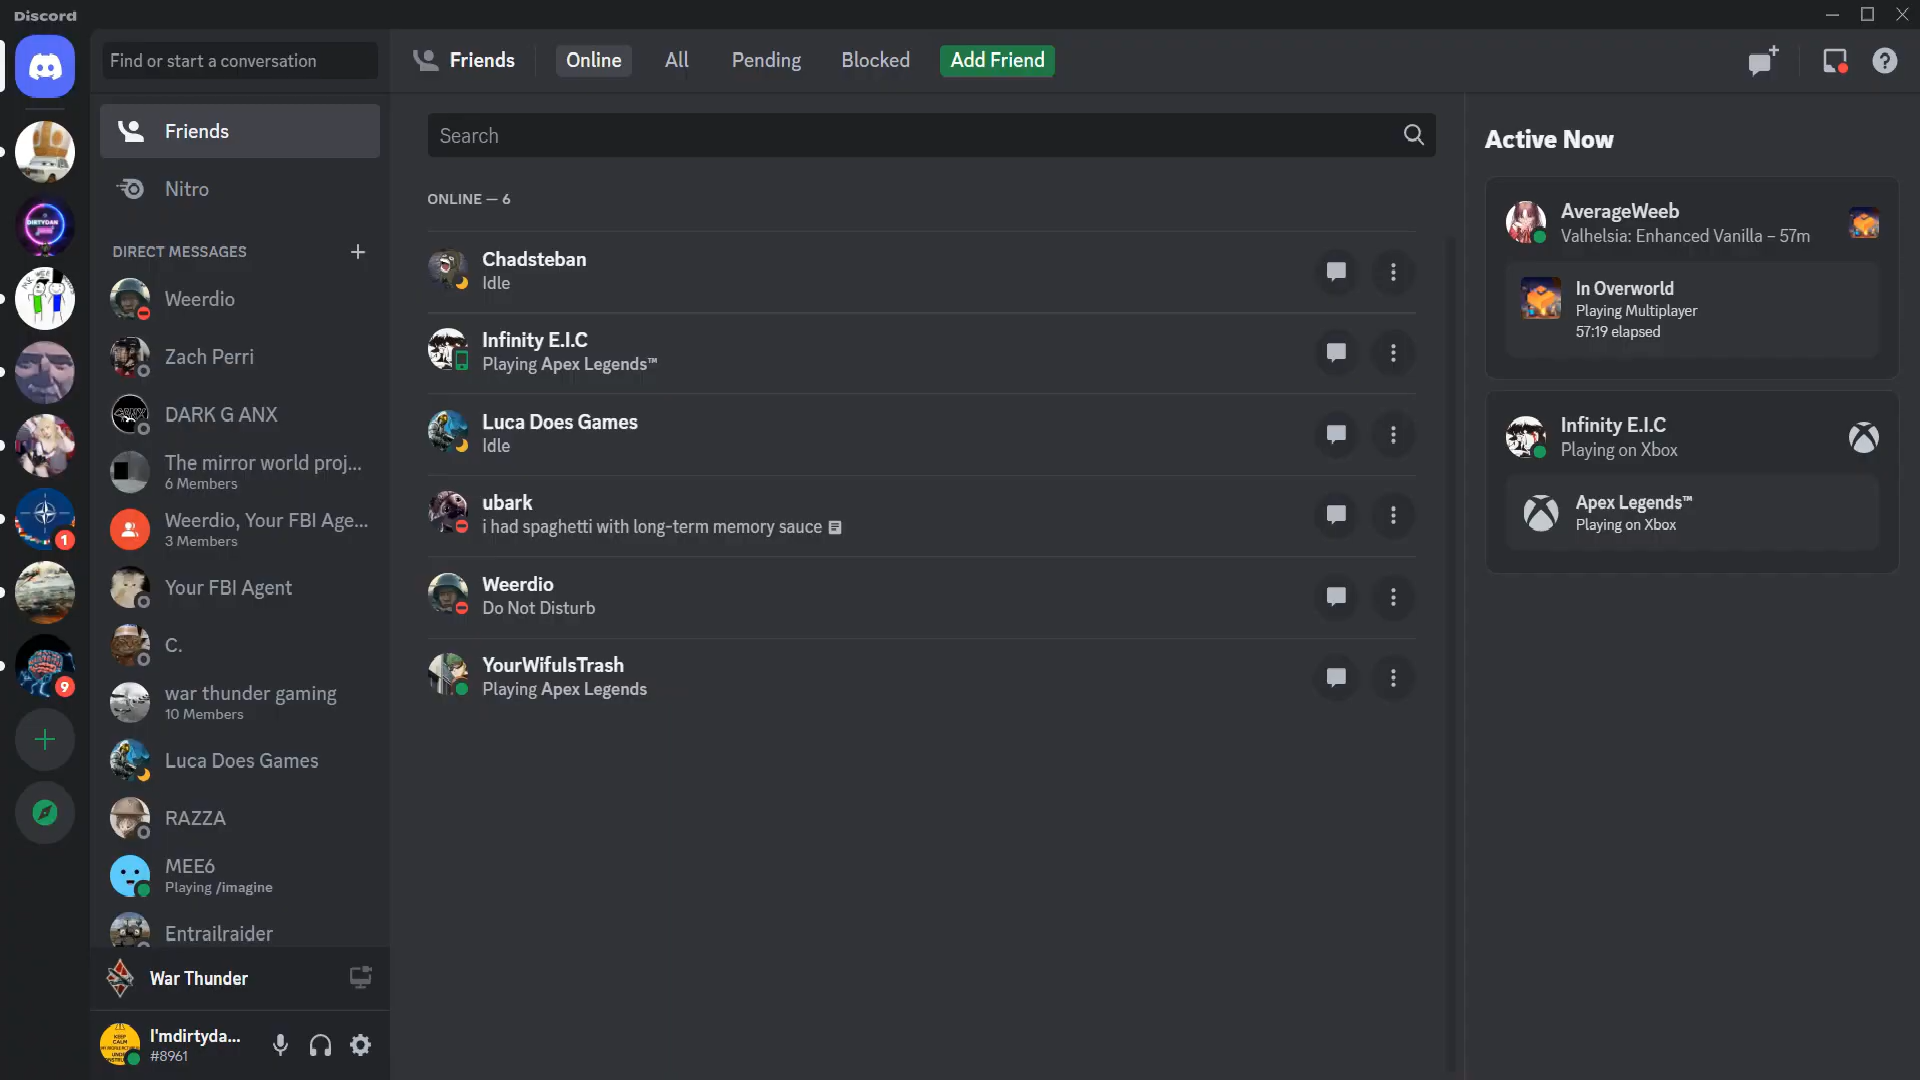 Discord
Find or start a conversation
Friends
Online
All
Pending
Blocked
Add Friend
Friends
Nitro
DIRECT MESSAGES
Weerdio
Zach Perri
DARK G ANX
The mirror world proj...
6 Members
Weerdio, Your FBI Age...
3 Members
Your FBI Agent
C.
war thunder gaming
10 Members
Luca Does Games
RAZZA
MEE6
Playing /imagine
Entrailraider
War Thunder
I'mdirtyda...
#8961
1
9
Search
ONLINE — 6
Chadsteban
Idle
Infinity E.I.C
Playing Apex Legends™
Luca Does Games
Idle
ubark
i had spaghetti with long-term memory sauce
Weerdio
Do Not Disturb
YourWifuIsTrash
Playing Apex Legends
Active Now
AverageWeeb
Valhelsia: Enhanced Vanilla – 57m
In Overworld
Playing Multiplayer
57:19 elapsed
Infinity E.I.C
Playing on Xbox
Apex Legends™
Playing on Xbox